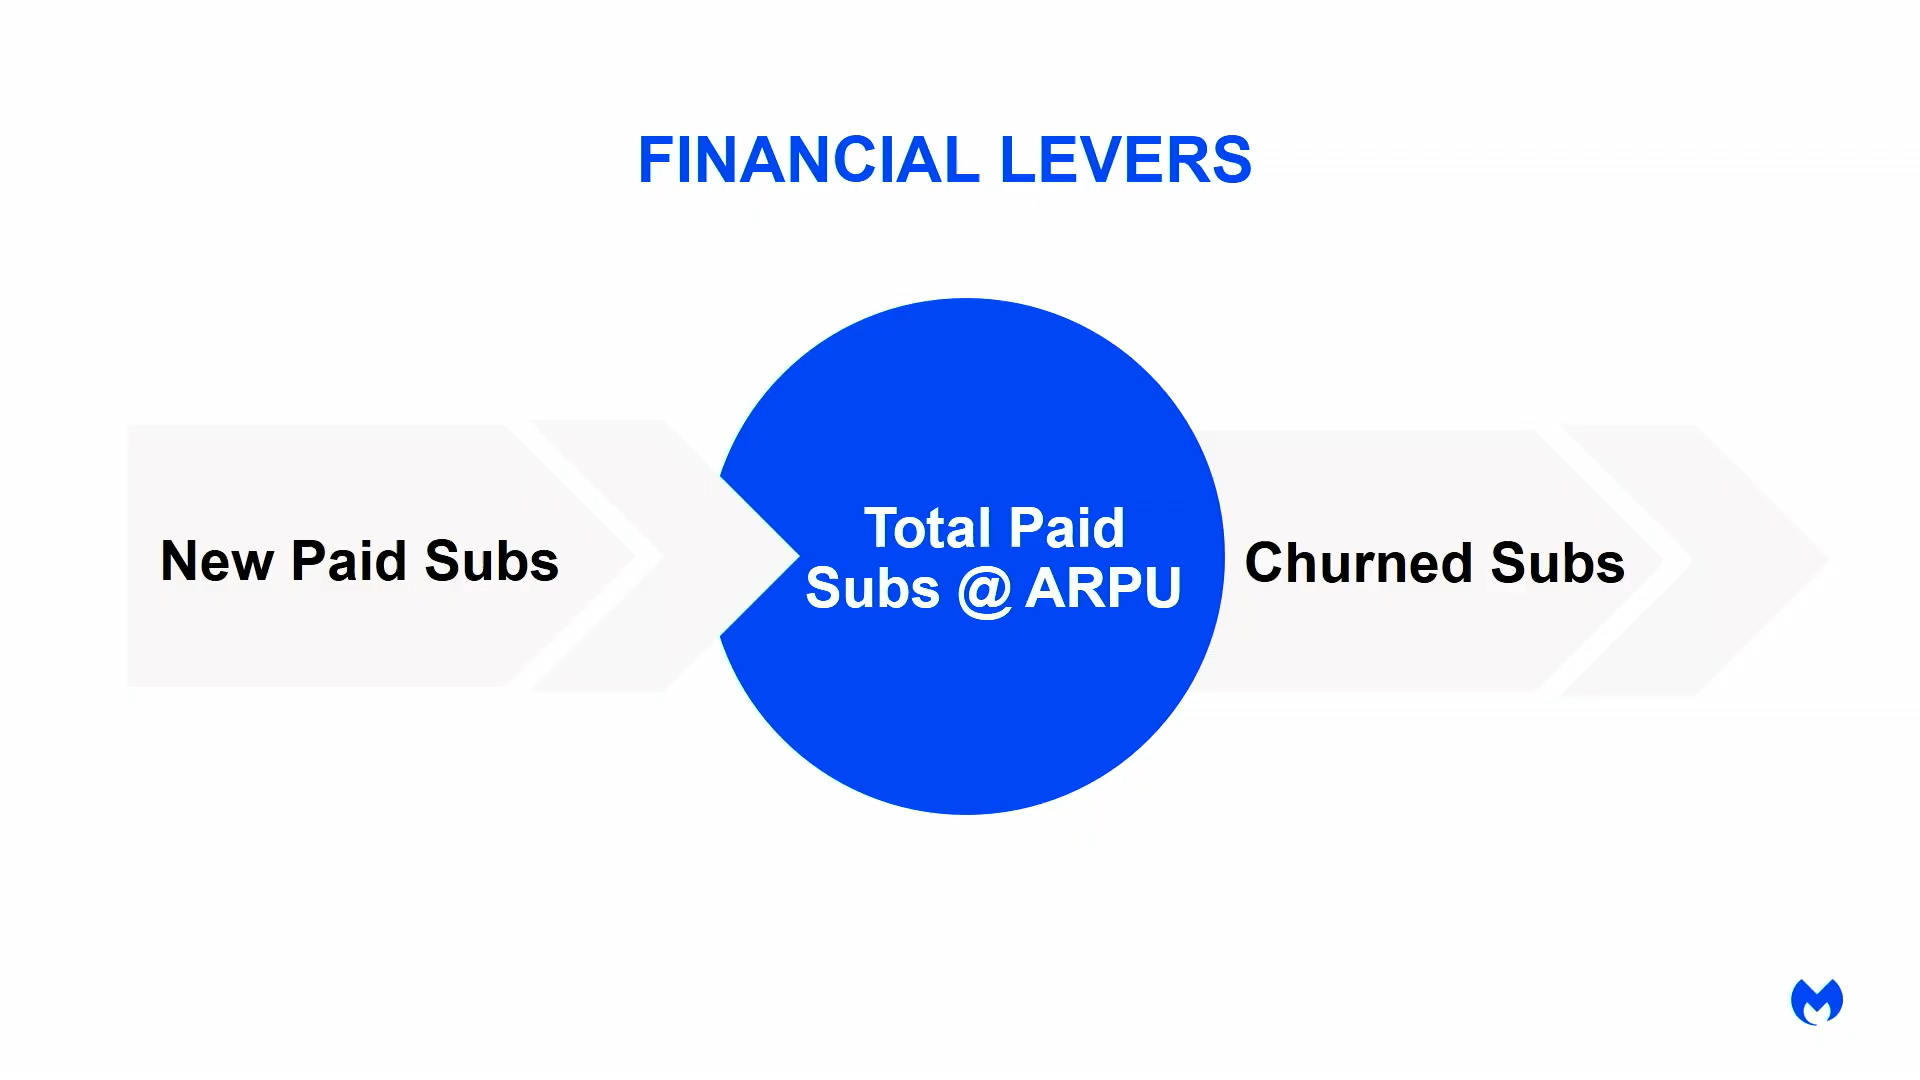 FINANCIAL LEVERS
New Paid Subs
Total Paid
Subs @ ARPU
Churned Subs